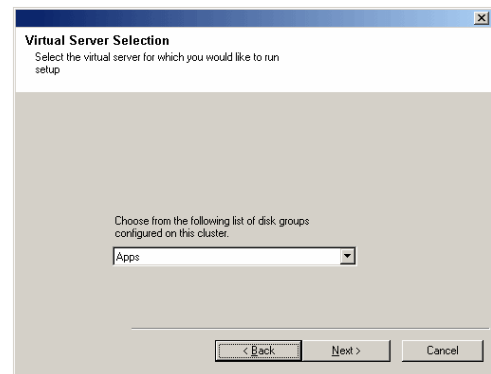 Virtual Server Selection
Select the virtual server for which you would like to run
setup
Choose from the following list of disk groups
configured on this cluster.
Apps
< Back
Next >
Cancel